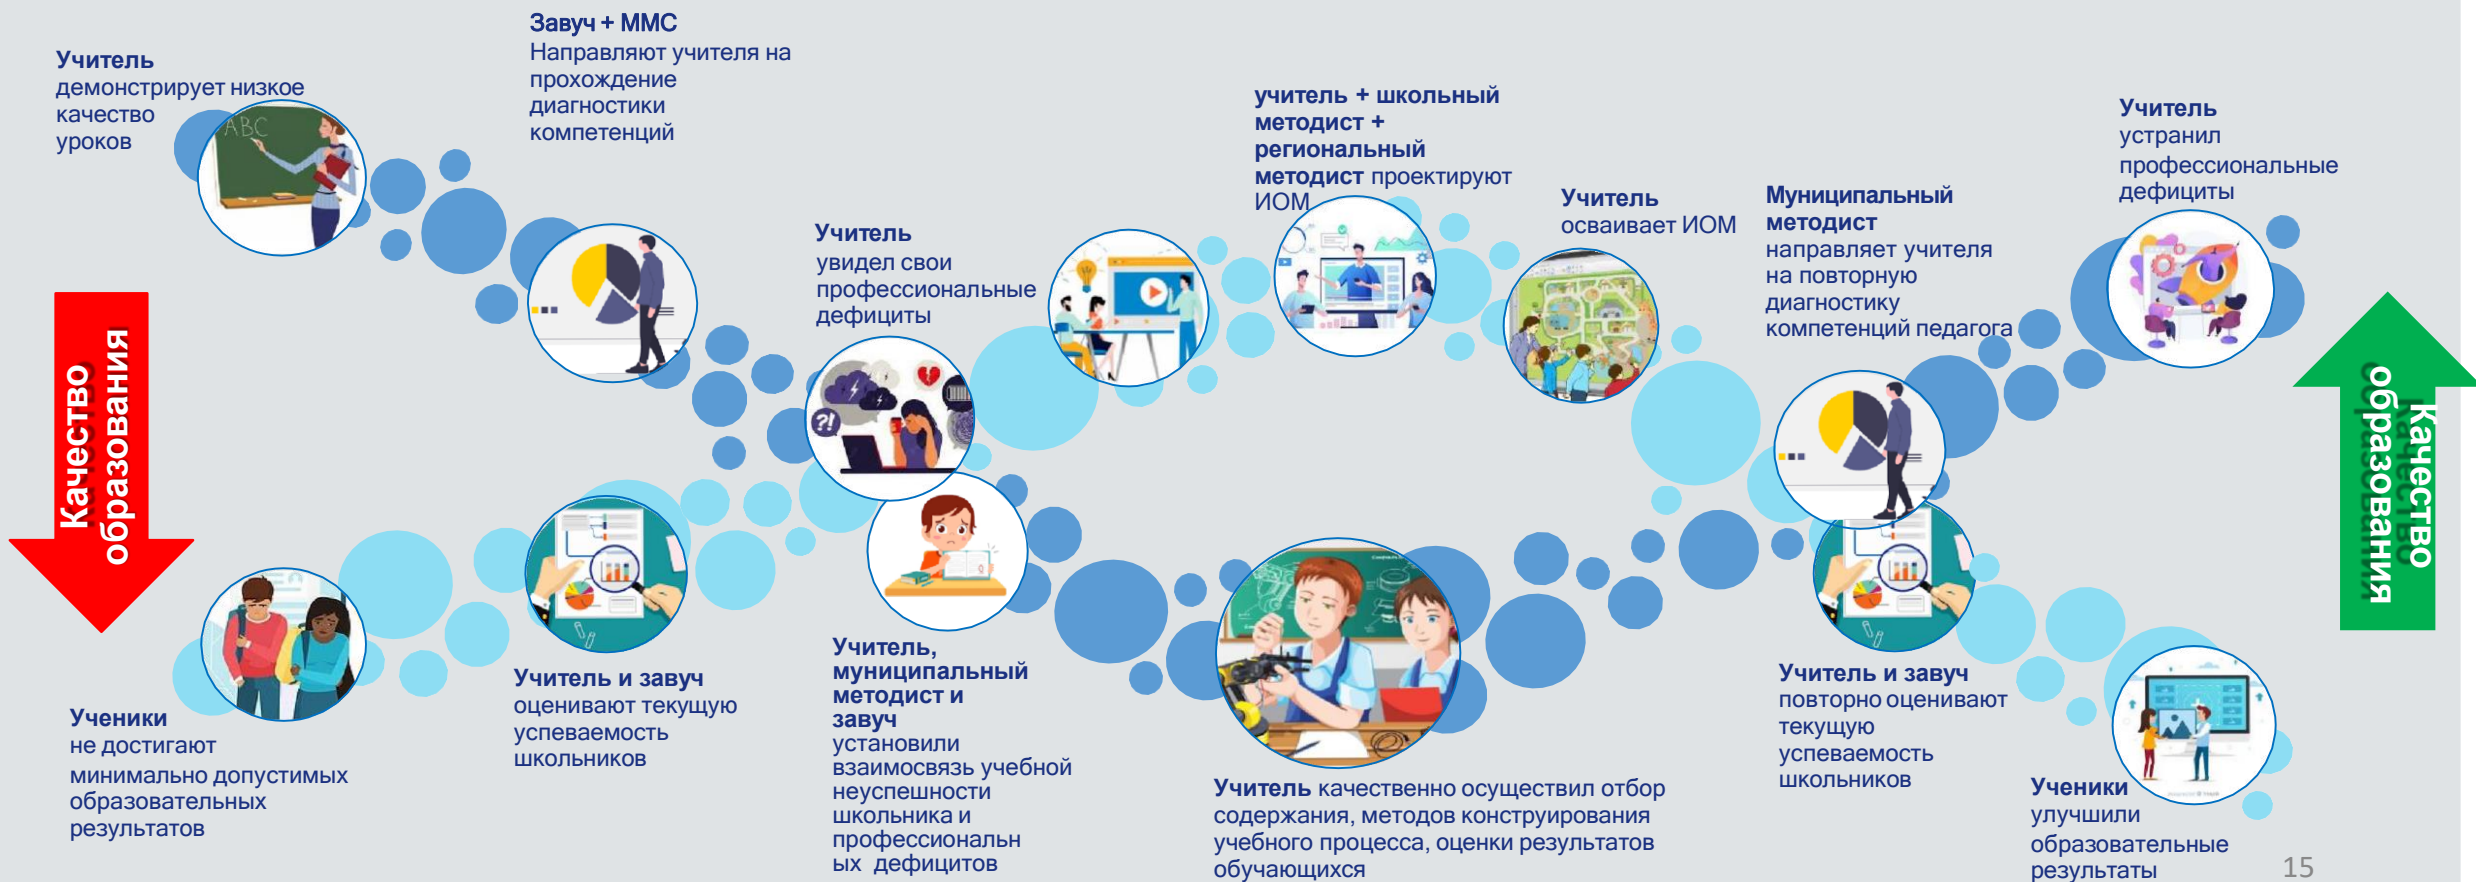 Завуч + ММС
Направляют учителя на
прохождение
диагностики
компетенций
Учитель
демонстрирует низкое
качество
уроков
ABC
учитель + школьный
методист +
региональный
методист проектируют
ИОМ
Учитель
устранил
профессиональные
дефициты
Учитель
осваивает ИОМ
Муниципальный
методист
направляет учителя
на повторную
диагностику
компетенций педагога
Учитель
увидел свои
профессиональные
дефициты
?!
Качество
образования
Качество
образования
Учитель,
муниципальный
методист и
завуч
установили
взаимосвязь учебной
неуспешности
школьника и
профессиональн
ых дефицитов
Учитель и завуч
оценивают текущую
успеваемость
школьников
Учитель и завуч
повторно оценивают
текущую
успеваемость
школьников
Ученики
не достигают
минимально допустимых
образовательных
результатов
Учитель качественно осуществил отбор
содержания, методов конструирования
учебного процесса, оценки результатов
обучающихся
Ученики
улучшили
образовательные
результаты
15